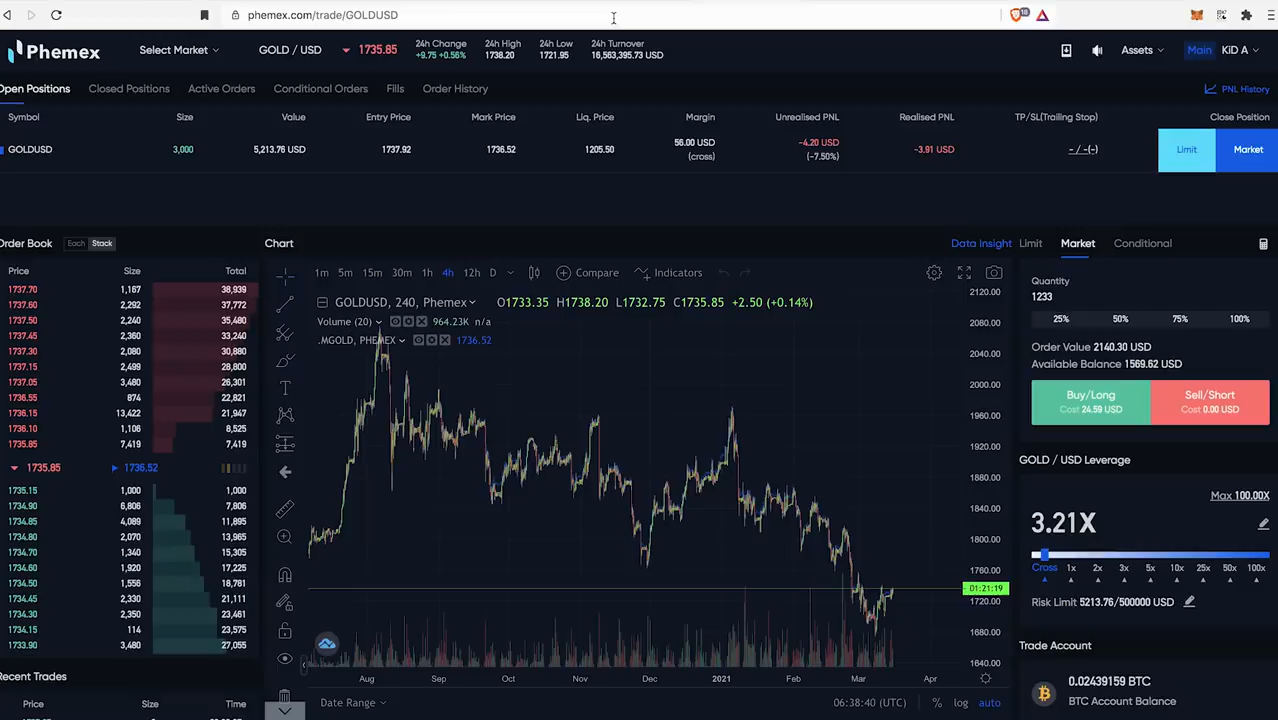 phemex.com/trade/GOLDUSD
18
Phemex
Select Market
GOLD / USD
1735.85
24h Change
+9.75 +0.56%
24h High
1738.20
24h Low
1721.95
24h Turnover
16,563,395.73 USD
Assets
Main
KiD A
Open Positions
Closed Positions
Active Orders
Conditional Orders
Fills
Order History
PNL History
Symbol Size Value Entry Price Mark Price Liq. Price Margin Unrealised PNL Realised PNL TP/SL(Trailing Stop) Close Position
GOLDUSD 3,000 5,213.76 USD 1737.92 1736.52 1205.50 56.00 USD -4.20 USD -3.91 USD - / -(-) Limit Market
(cross) (-7.50%)
Order Book Each Stack
Price Size Total
1737.70 1,167 38,939
1737.60 2,292 37,772
1737.50 2,240 35,480
1737.45 2,360 33,240
1737.30 2,080 30,880
1737.15 2,499 28,800
1737.05 3,480 26,301
1736.55 874 22,821
1736.15 13,422 21,947
1736.10 1,106 8,525
1735.85 7,419 7,419
1735.85 1736.52
1735.15 1,000 1,000
1734.90 6,806 7,806
1734.85 4,089 11,895
1734.80 2,070 13,965
1734.70 1,340 15,305
1734.60 1,920 17,225
1734.50 1,556 18,781
1734.45 2,330 21,111
1734.30 2,350 23,461
1734.15 114 23,575
1733.90 3,480 27,055
Recent Trades
Price Size Time
Chart
Data insight
1m 5m 15m 30m 1h 4h 12h D
Compare
Indicators
GOLDUSD, 240, Phemex
O1733.35 H1738.20 L1732.75 C1735.85 +2.50 (+0.14%)
Volume (20) 964.23K n/a
.MGOLD, PHEMEX 1736.52
2120.00
2080.00
2040.00
2000.00
1960.00
1920.00
1880.00
1840.00
1800.00
1760.00
01:21:19
1720.00
1680.00
1640.00
Aug Sep Oct Nov Dec 2021 Feb Mar Apr
Date Range
06:38:40 (UTC)
% log auto
Limit Market Conditional
Quantity
1233
25% 50% 75% 100%
Order Value 2140.30 USD
Available Balance 1569.62 USD
Buy/Long
Cost 24.59 USD
Sell/Short
Cost 0.00 USD
GOLD / USD Leverage
Max 100.00X
3.21X
Cross 1x 2x 3x 5x 10x 25x 50x 100x
Risk Limit 5213.76/500000 USD
Trade Account
0.02439159 BTC
BTC Account Balance